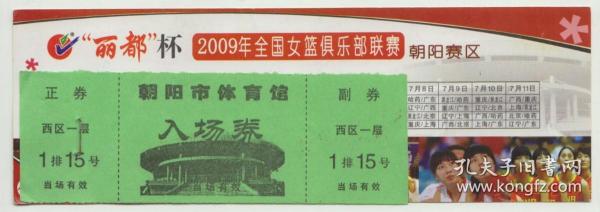 “丽都”杯 2009年全国女篮俱乐部联赛 朝阳赛区
正券
西区一层
1排15号
当场有效
朝阳市体育馆
入场券
当场有效
副券
西区一层
1排15号
当场有效
7月8日 7月9日 7月10日 7月11日
孔夫子旧书网
www.kongfz.com